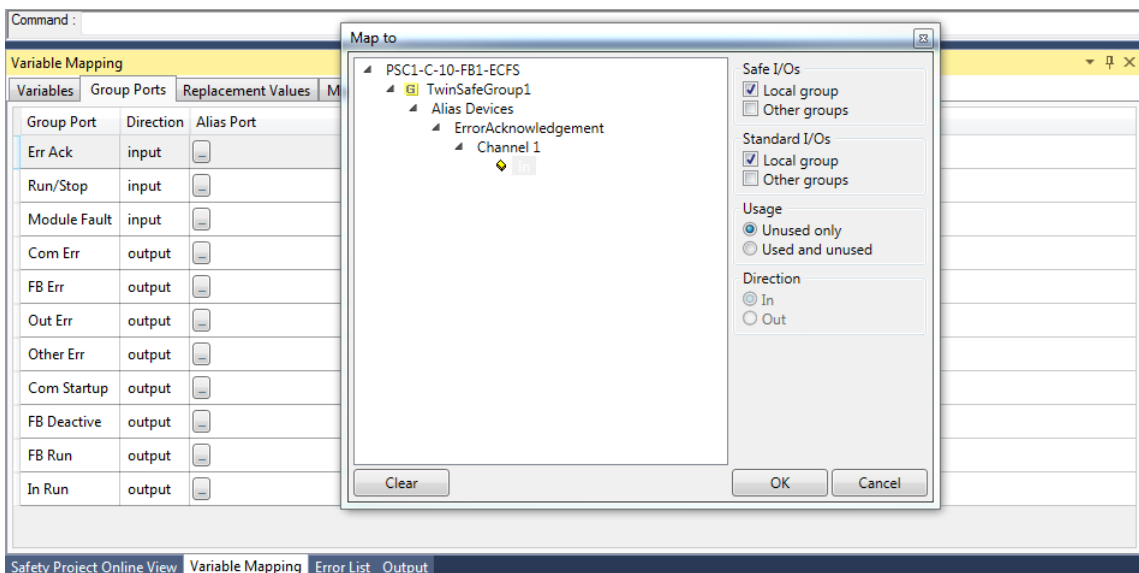 Command :
Variable Mapping
Variables Group Ports Replacement Values M
Group Port Direction Alias Port
Err Ack input ...
Run/Stop input ...
Module Fault input ...
Com Err output ...
FB Err output ...
Out Err output ...
Other Err output ...
Com Startup output ...
FB Deactive output ...
FB Run output ...
In Run output ...
Map to
PSC1-C-10-FB1-ECFS
G TwinSafeGroup1
Alias Devices
ErrorAcknowledgement
Channel 1
In
Safe I/Os
Local group
Other groups
Standard I/Os
Local group
Other groups
Usage
Unused only
Used and unused
Direction
In
Out
Clear OK Cancel
Safety Project Online View Variable Mapping Error List Output